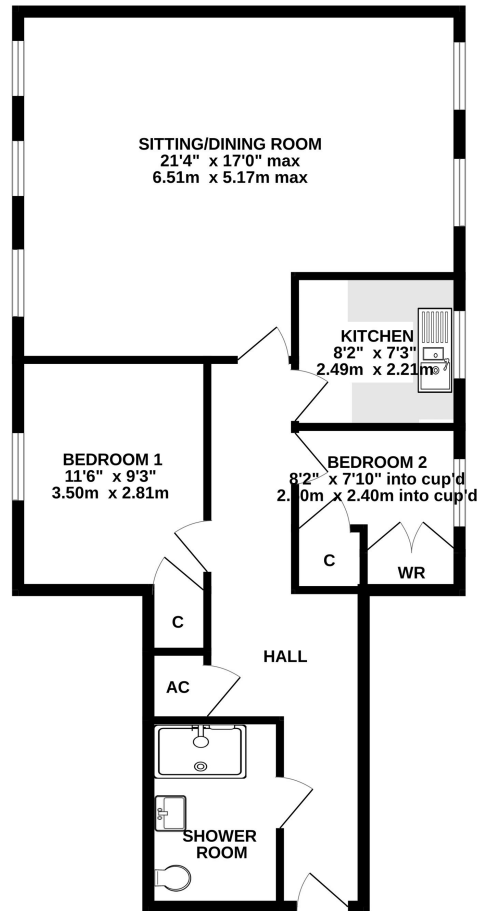 SITTING/DINING ROOM
21'4" x 17'0" max
6.51m x 5.17m max
KITCHEN
8'2" x 7'3"
2.49m x 2.21m
BEDROOM 1
11'6" x 9'3"
3.50m x 2.81m
BEDROOM 2
8'2" x 7'10" into cup'd
x 2.40m into cup'd
C
WR
C
HALL
AC
SHOWER
ROOM